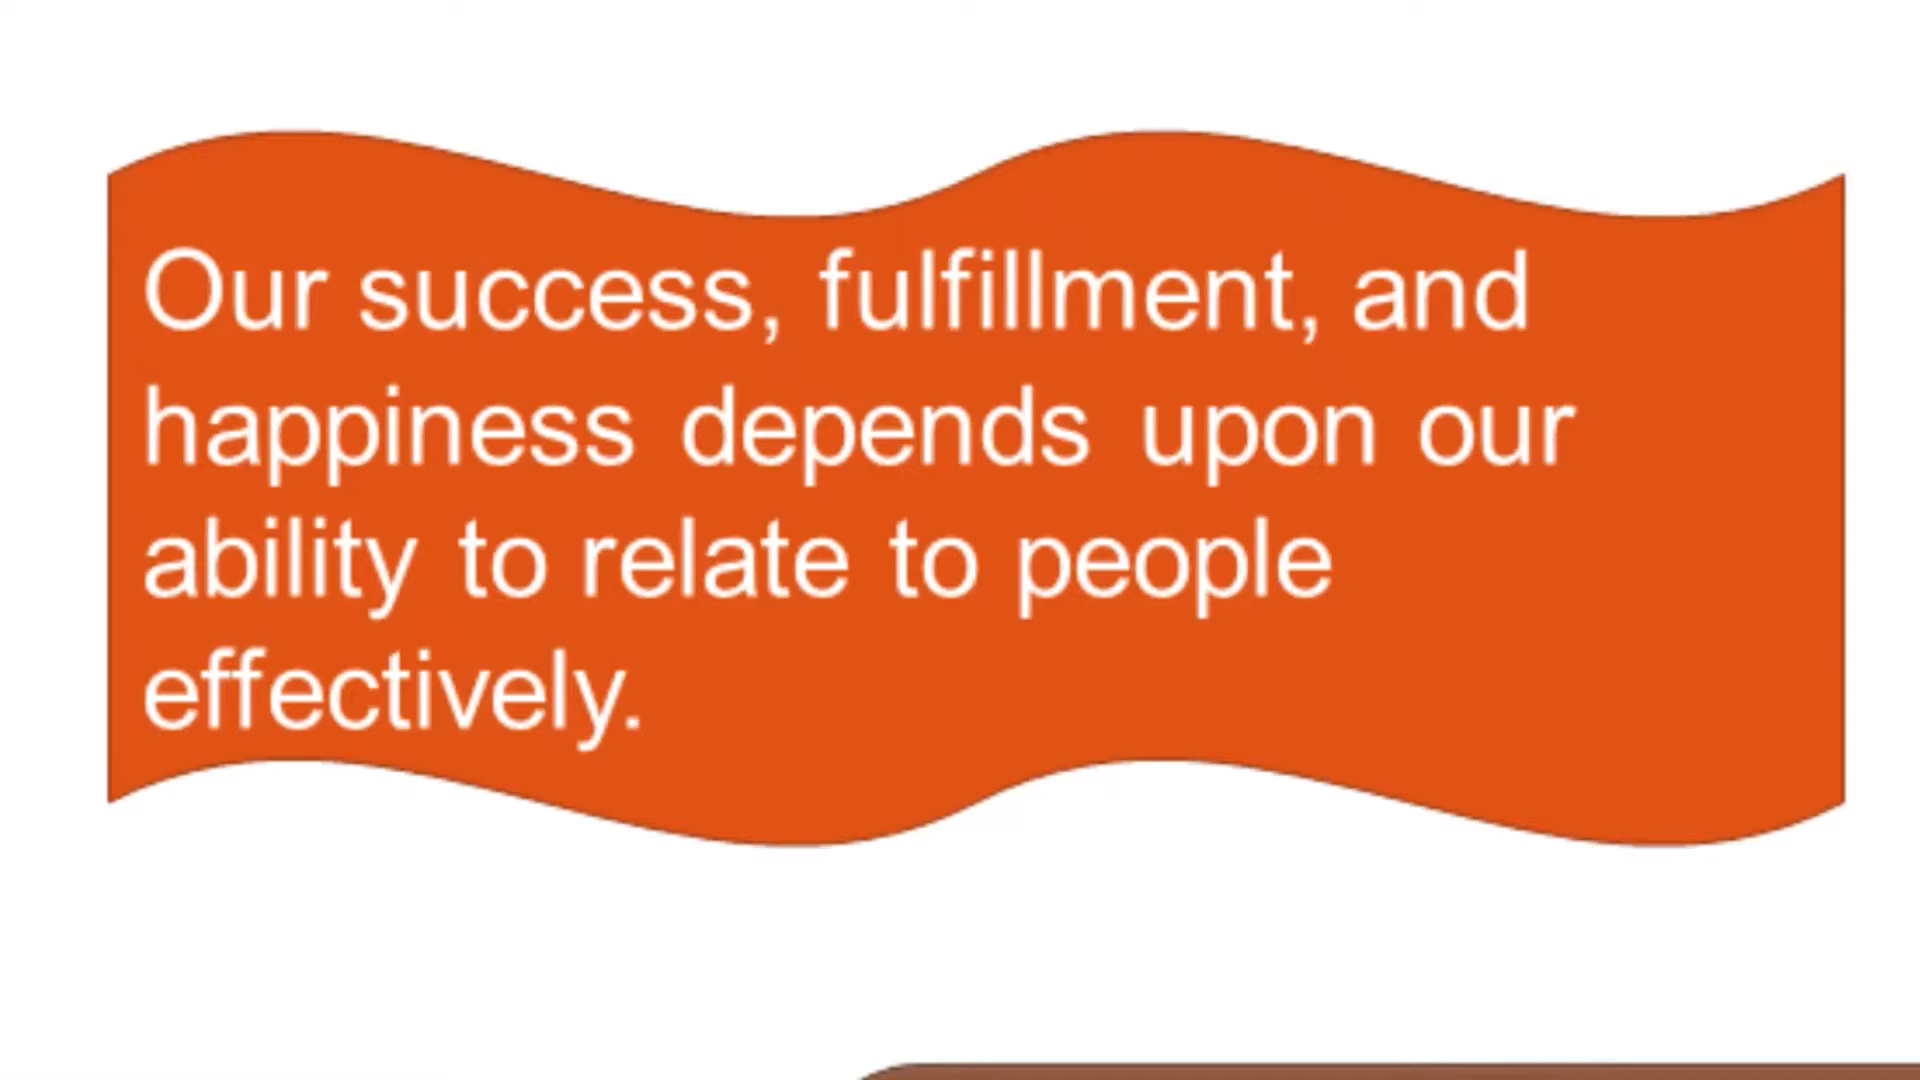 Our success, fulfillment, and
happiness depends upon our
ability to relate to people
effectively.